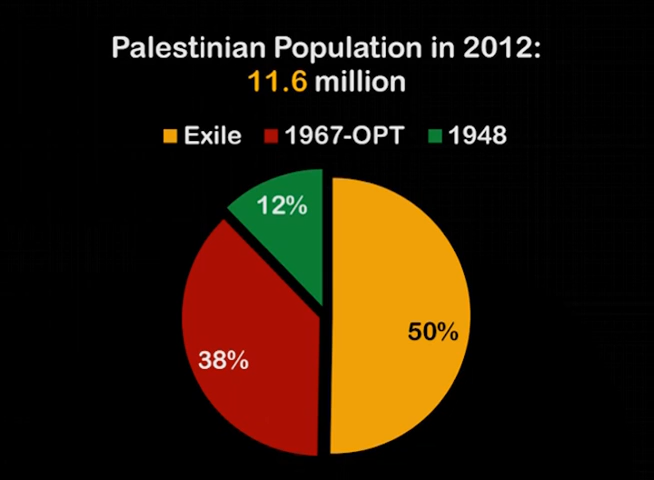 Palestinian Population in 2012:
11.6 million
Exile 1967-OPT 1948
12%
50%
38%